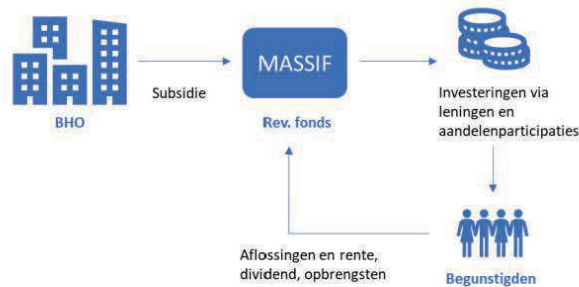 MASSIF
Subsidie
BHO
Rev. fonds
Investeringen via
leningen en
aandelenparticipaties
Aflossingen en rente,
dividend, opbrengsten
Begunstigden